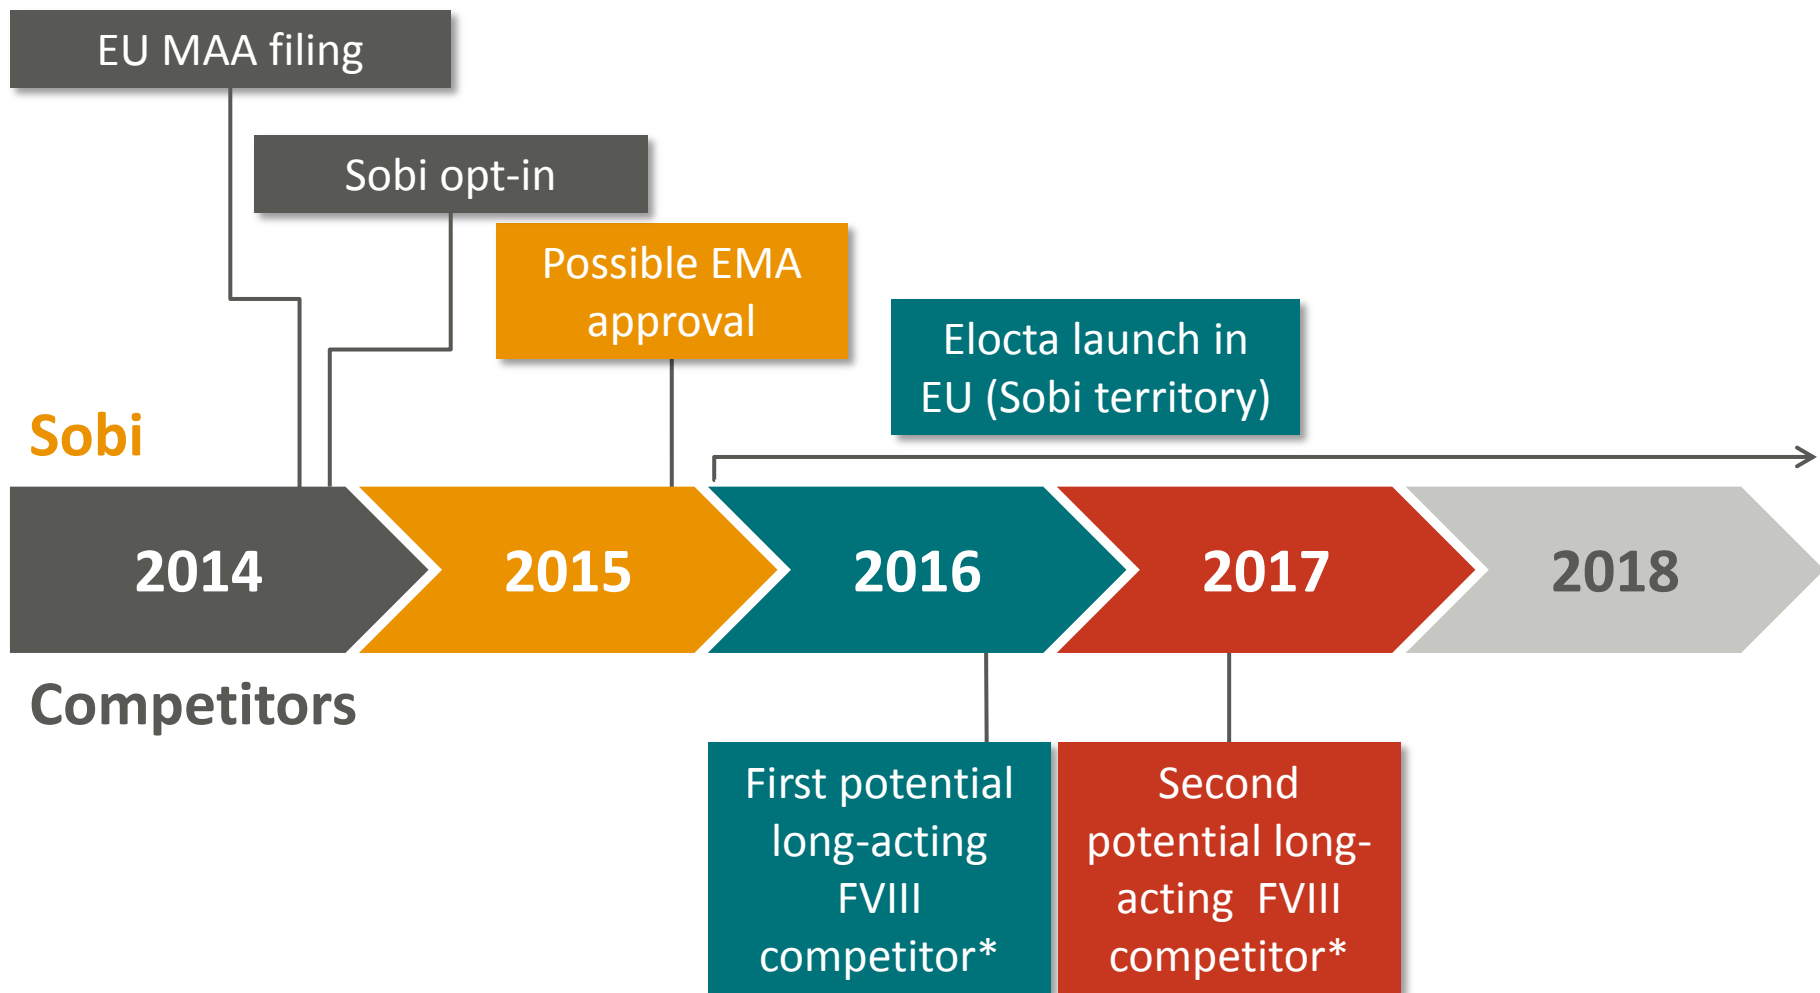 EU MAA filing
Sobi opt-in
Possible EMA
approval
Elocta launch in
EU (Sobi territory)
Sobi
2014
2015
2016
2017
2018
Competitors
First potential
long-acting
FVIII
competitor*
Second
potential long-
acting  FVIII
competitor*